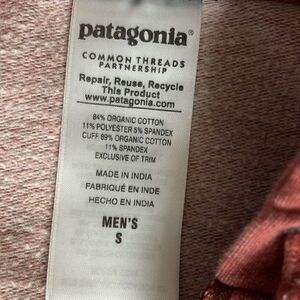 patagonia®
COMMON THREADS
PARTNERSHIP
Repair, Reuse, Recycle
This Product
www.patagonia.com
84% ORGANIC COTTON
11% POLYESTER 5% SPANDEX
CUFF 89% ORGANIC COTTON
11% SPANDEX
EXCLUSIVE OF TRIM
MADE IN INDIA
FABRIQUÉ EN INDE
HECHO EN INDIA
MEN'S
S